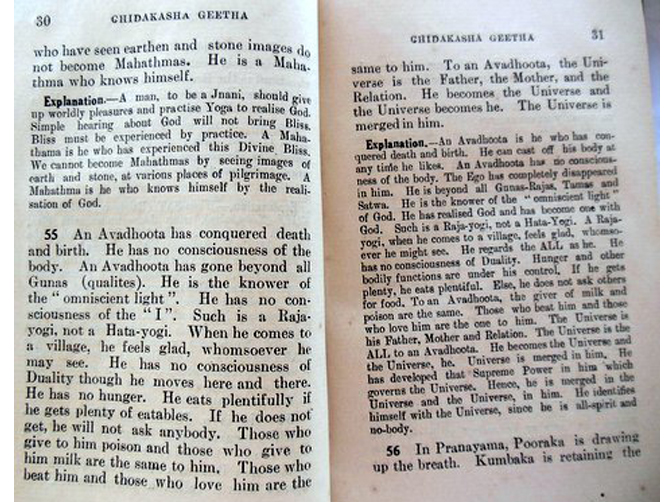 30 CHIDAKASHA GEETHA
who have seen earthen and stone images do
not become Mahathmas. He is a Maha-
thma who knows himself.
Explanation.—A man, to be a Jnani, should give
up worldly pleasures and practise Yoga to realise God.
Simple hearing about God will not bring Bliss.
Bliss must be experienced by practice. A Maha-
thama is he who has experienced this Divine Bliss.
We cannot become Mahathmas by seeing images of
earth and stone, at various places of pilgrimage. A
Mahathma is he who knows himself by the reali-
sation of God.
55 An Avadhoota has conquered death
and birth. He has no consciousness of the
body. An Avadhoota has gone beyond all
Gunas (qualites). He is the knower of
the “omniscient light”. He has no con-
sciousness of the “I”. Such is a Raja-
yogi, not a Hata-yogi. When he comes to
a village, he feels glad, whomsoever he
may see. He has no consciousness of
Duality though he moves here and there.
He has no hunger. He eats plentifully if
he gets plenty of eatables. If he does not
get, he will not ask anybody. Those who
give to him poison and those who give to
him milk are the same to him. Those who
beat him and those who love him are the
CHIDAKASHA GEETHA 31
same to him. To an Avadhoota, the Uni-
verse is the Father, the Mother, and the
Relation. He becomes the Universe and
the Universe becomes he. The Universe is
merged in him.
Explanation.—An Avadhoota is he who has con-
quered death and birth. He can cast off his body at
any time he likes. An Avadhoota has no conscious-
ness of the body. The Ego has completely disappeared
in him. He is beyond all Gunas-Rajas, Tamas and
Satwa. He is the knower of the “omniscient light”
of God. He has realised God and has become one with
God. Such is a Raja-yogi, not a Hata-Yogi. A Raja-
yogi, when he comes to a village, feels glad, whomso-
ever he might see. He regards the ALL as he. He
has no consciousness of Duality. Hunger and other
bodily functions are under his control. If he gets
plenty, he eats plentiful. Else, he does not ask others
for food. To an Avadhoota, the giver of milk and
poison are the same. Those who beat him and those
who love him are the one to him. The Universe is
his Father, Mother and Relation. The Universe is the
ALL to an Avadhoota. He becomes the Universe and
the Universe, he. Universe is merged in him. He
has developed that Supreme Power in him which
governs the Universe. Hence, he is merged in the
Universe and the Universe, in him. He identifies
himself with the Universe, since he is all-spirit and
no-body.
56 In Pranayama, Pooraka is drawing
up the breath. Kumbaka is retaining the